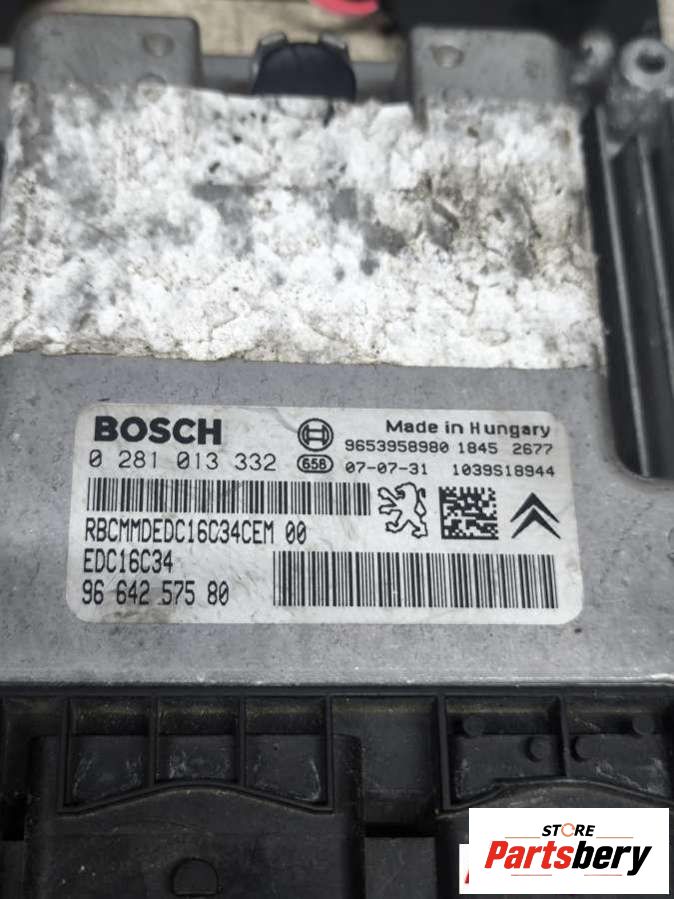 BOSCH
Made in Hungary
9653958980 1845 2677
0 281 013 332 658 07-07-31 1039S18944
RBCMMDEDC16C34CEM 00
EDC16C34
96 642 575 80
STORE
Partsbery